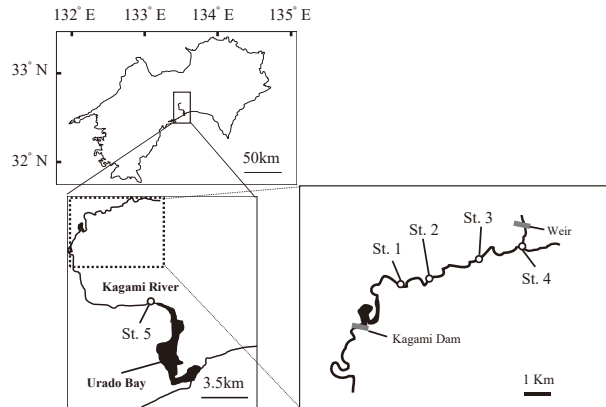 132°E 133°E 134°E 135°E
33°N
32°N
50km
Kagami River
St. 5
Urado Bay
3.5km
St. 1
St. 2
St. 3
St. 4
Weir
Kagami Dam
1 Km